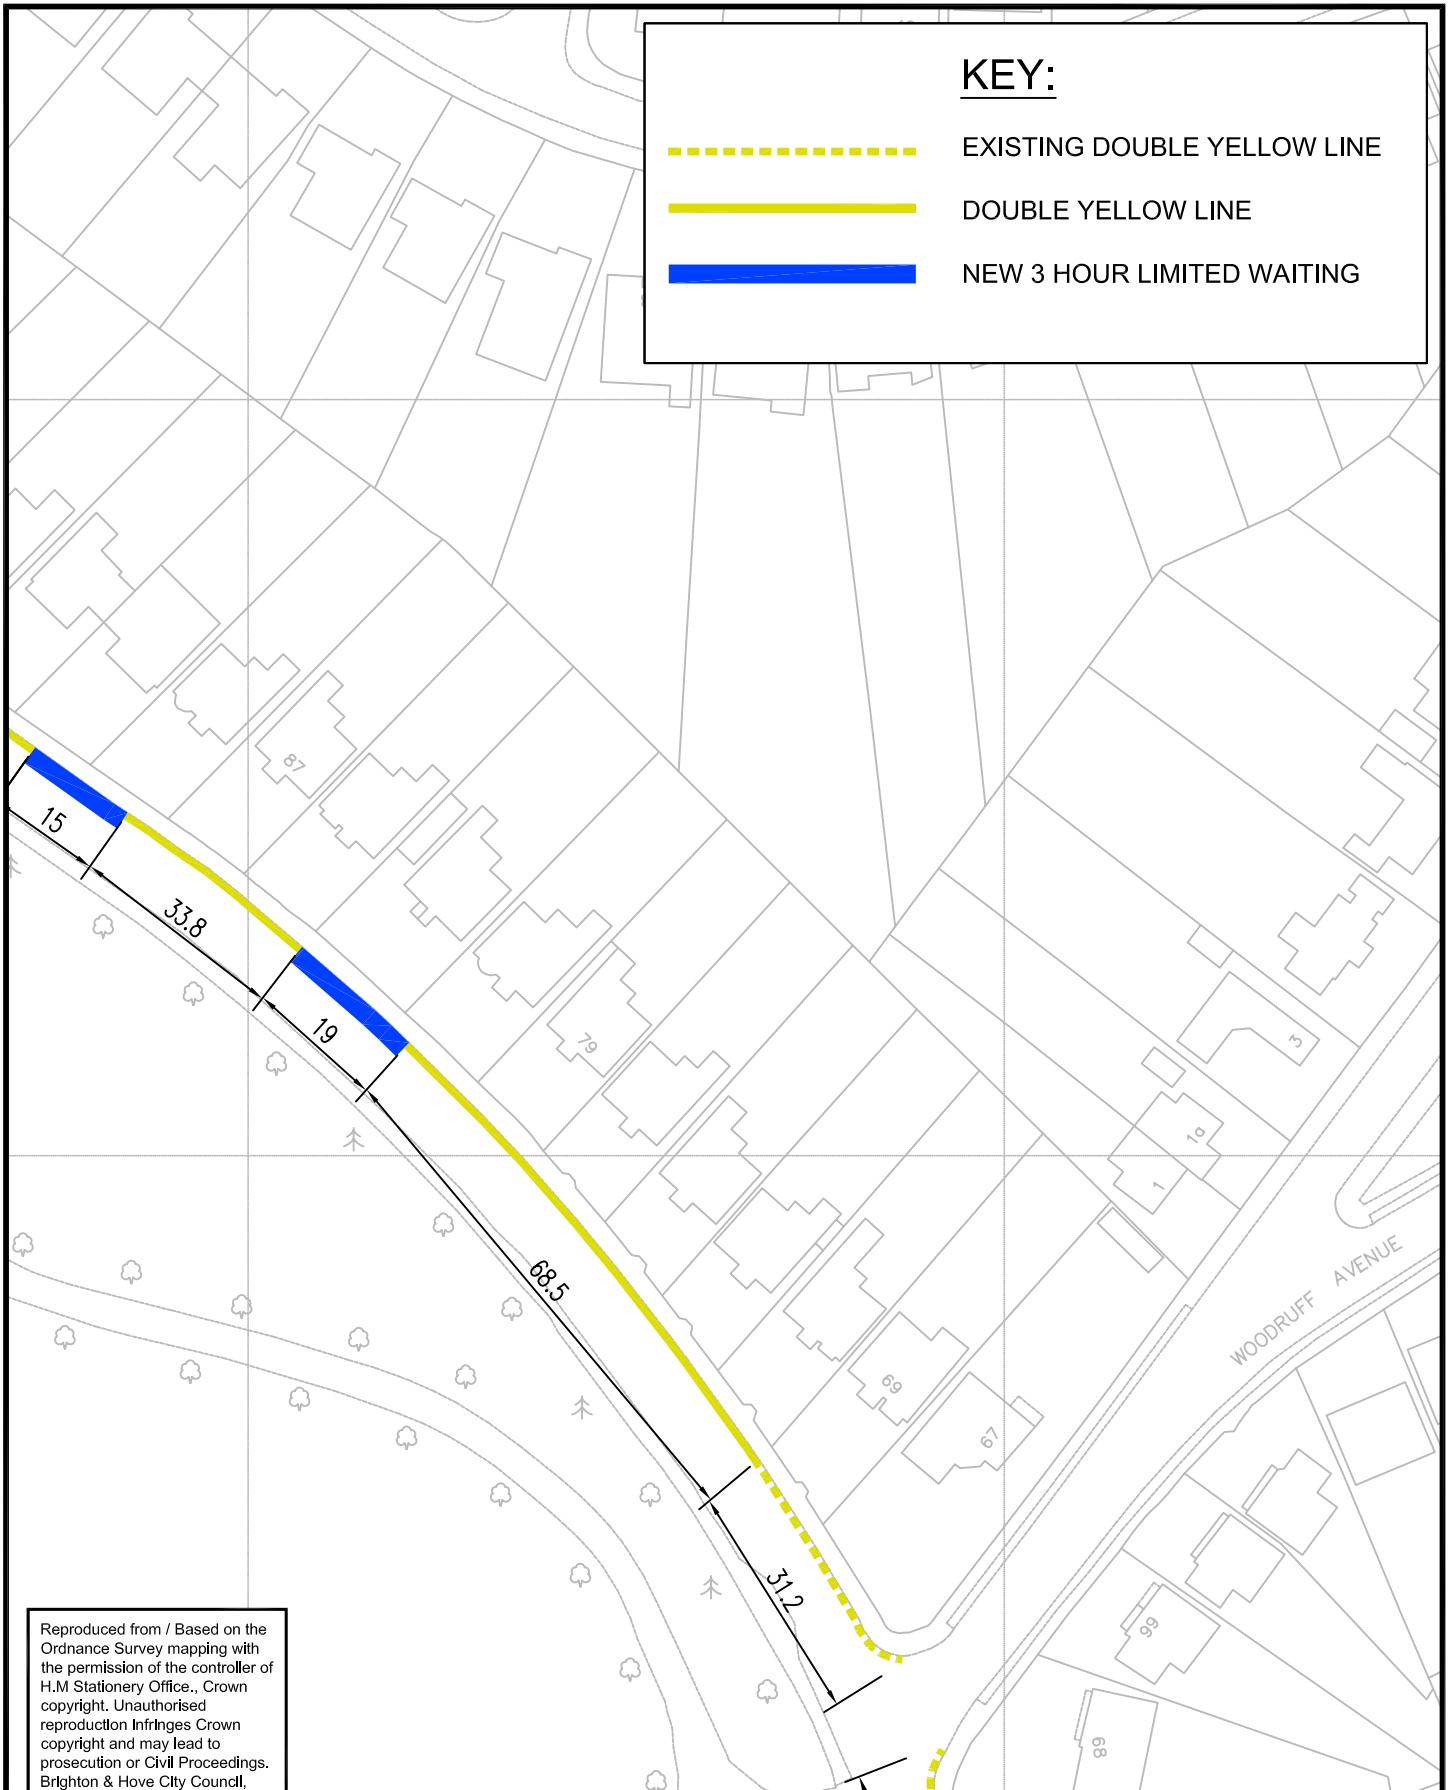 KEY:
EXISTING DOUBLE YELLOW LINE
DOUBLE YELLOW LINE
NEW 3 HOUR LIMITED WAITING
87
15
33.8
19
79
3
1a
1
68.5
WOODRUFF AVENUE
69
67
31.2
99
68
Reproduced from / Based on the
Ordnance Survey mapping with
the permission of the controller of
H.M Stationery Office., Crown
copyright. Unauthorised
reproduction infringes Crown
copyright and may lead to
prosecution or Civil Proceedings.
Brighton & Hove City Council,